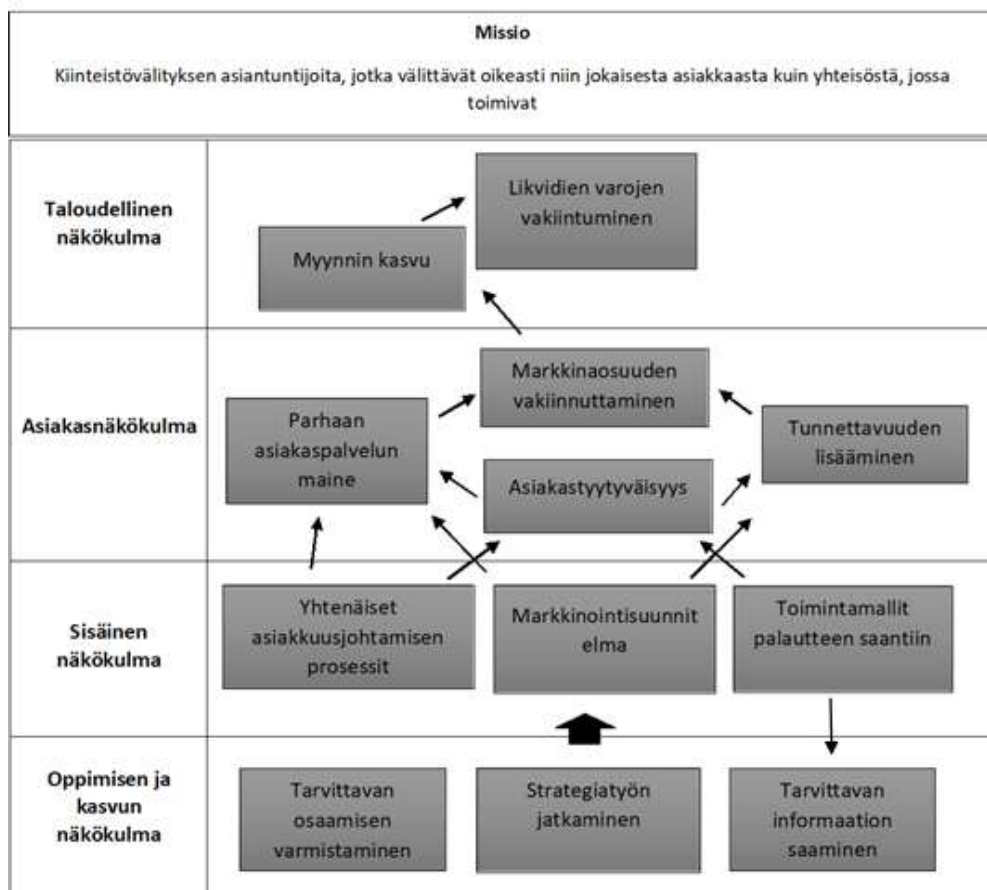 Missio
Kiinteistövälityksen asiantuntijoita, jotka välittävät oikeasti niin jokaisesta asiakkaasta kuin yhteisöstä, jossa
toimivat
Taloudellinen
näkökulma
Likvidien varojen
vakiintuminen
Myynnin kasvu
Asiakasnäkökulma
Markkinaosuuden
vakiinnuttaminen
Parhaan
asiakaspalvelun
maine
Tunnettavuuden
lisääminen
Asiakastyytyväisyys
Sisäinen
näkökulma
Yhtenäiset
asiakkuusjohtamisen
prosessit
Markkinointisuunnit
elma
Toimintamallit
palautteen saantiin
Oppimisen ja
kasvun
näkökulma
Tarvittavan
osaamisen
varmistaminen
Strategiatyön
jatkaminen
Tarvittavan
informaation
saaminen